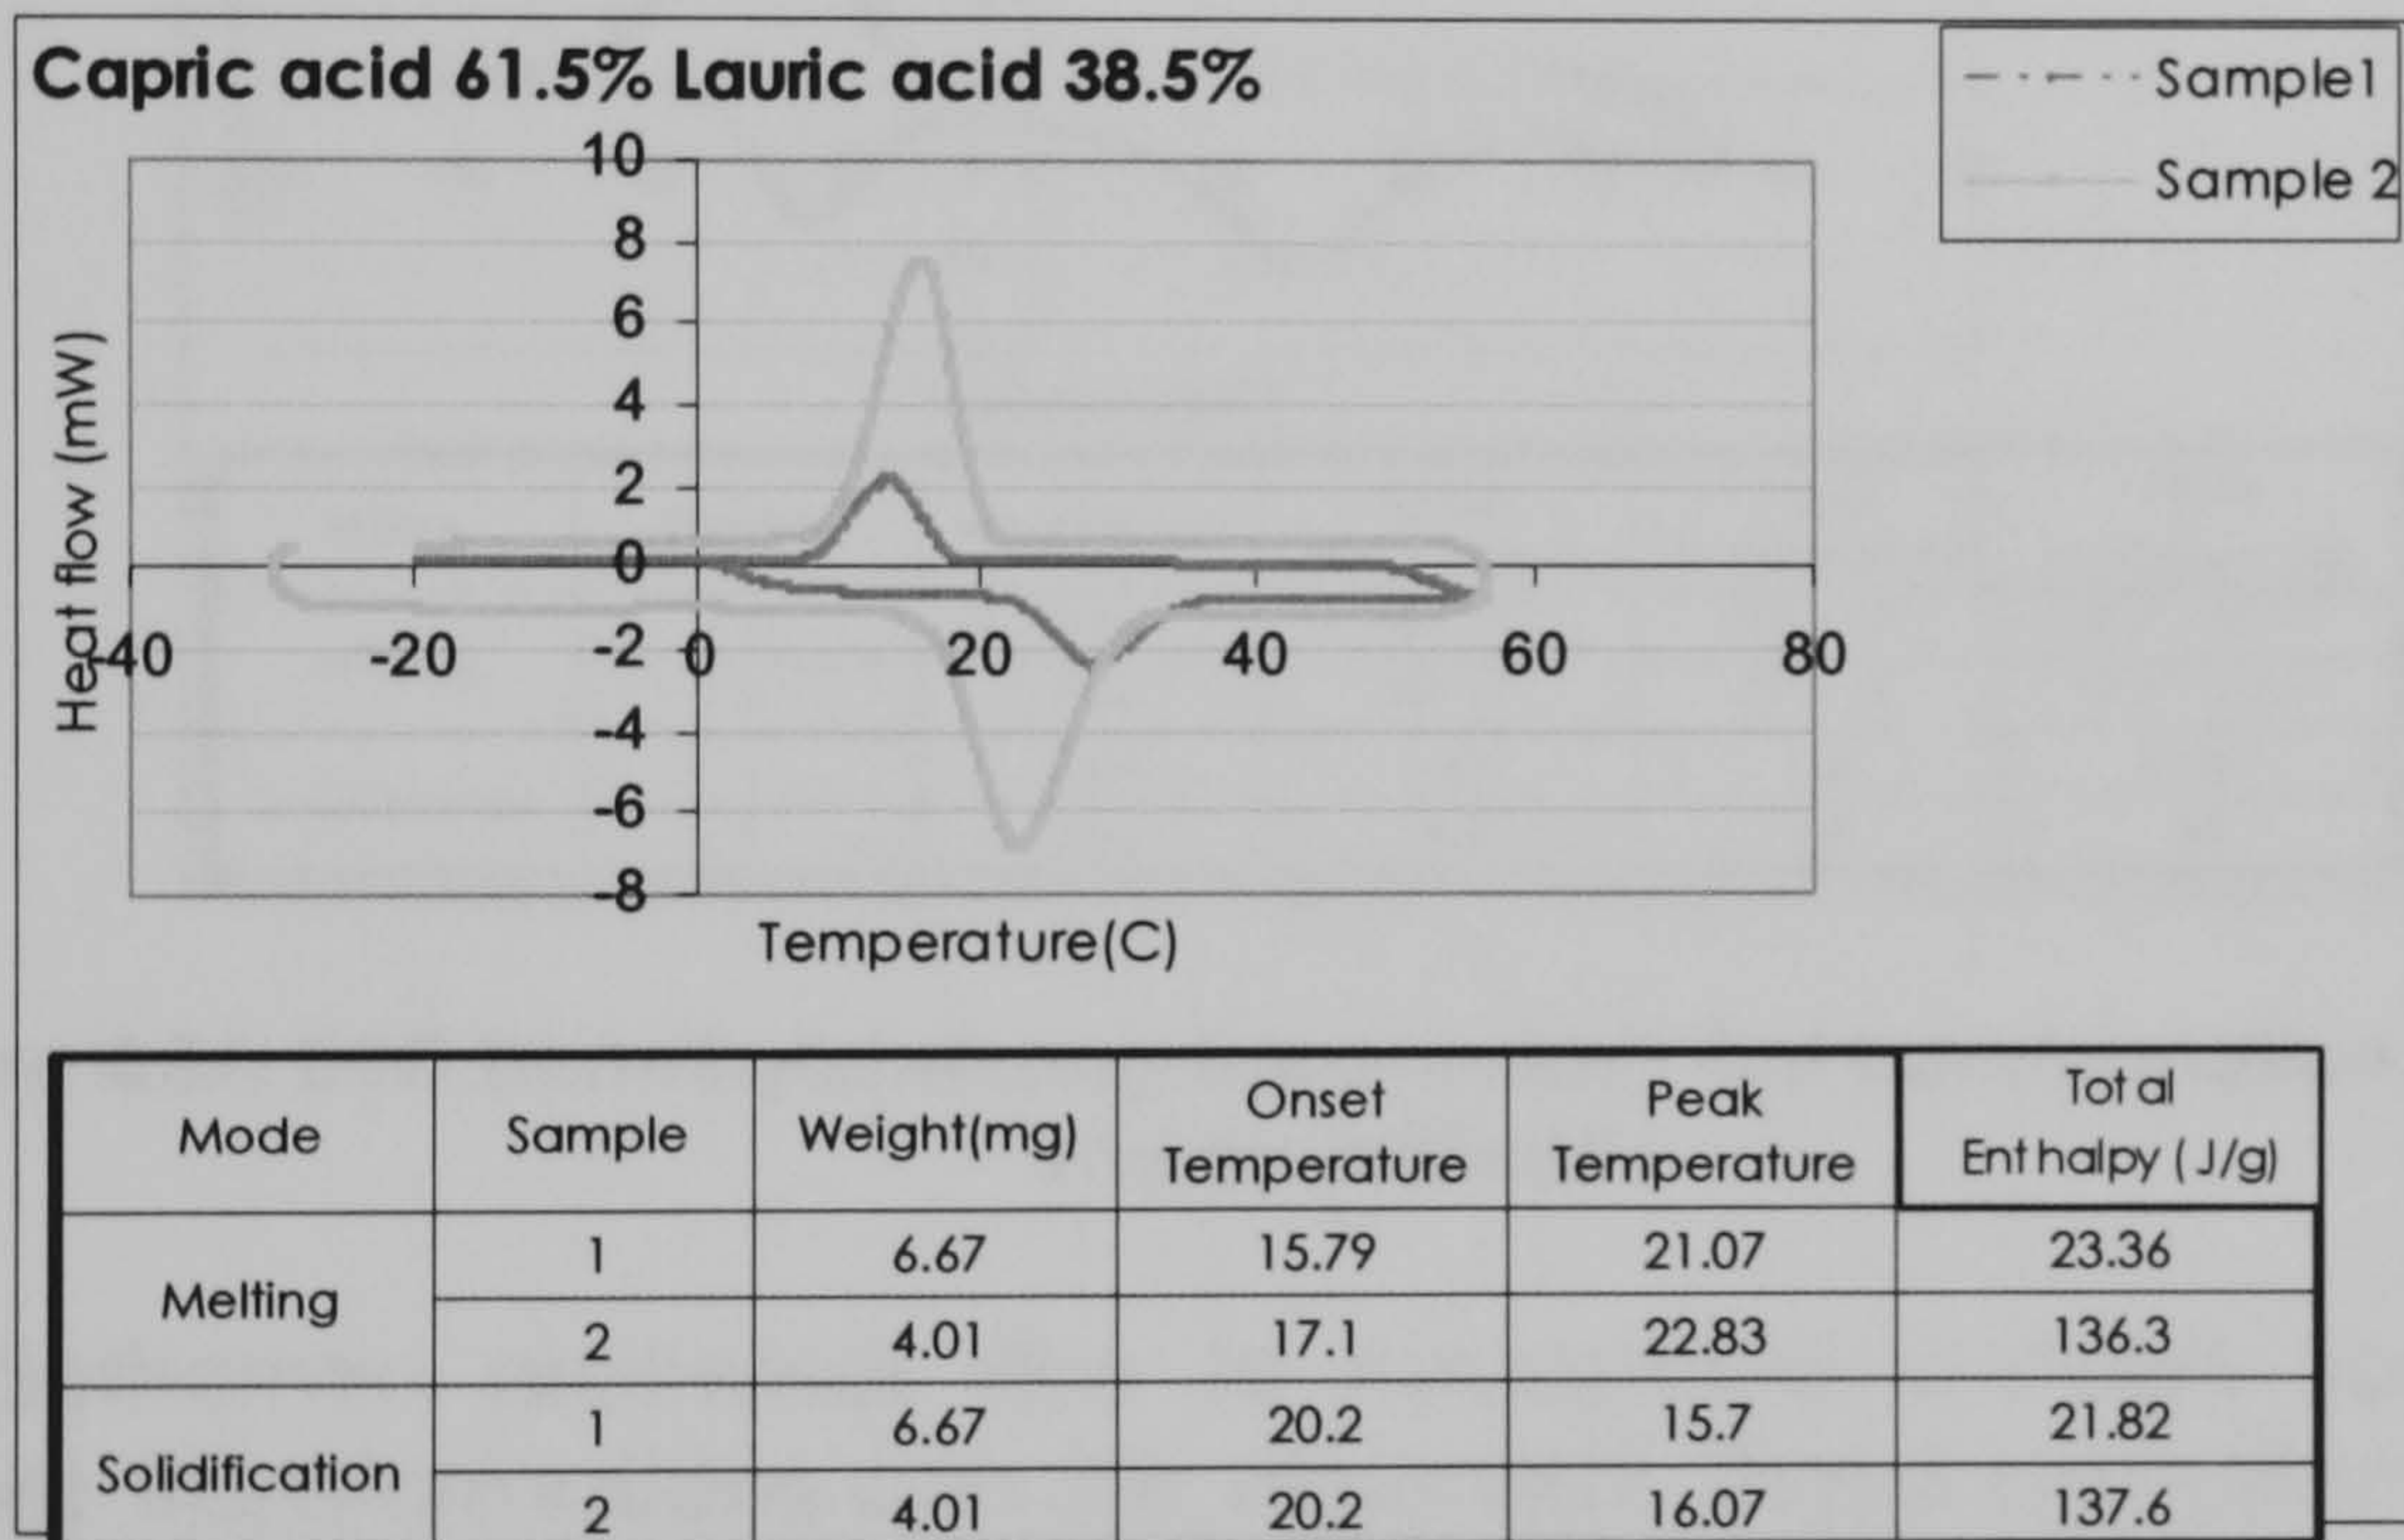 Capric acid 61.5% Lauric acid 38.5%
Sample1
Sample 2
Heat flow (mW)
10
8
6
4
2
0
-2
-4
-6
-8
-40 -20 0 20 40 60 80
Temperature(C)
Mode Sample Weight(mg) Onset Temperature Peak Temperature Total Enthalpy (J/g)
Melting 1 6.67 15.79 21.07 23.36
2 4.01 17.1 22.83 136.3
Solidification 1 6.67 20.2 15.7 21.82
2 4.01 20.2 16.07 137.6